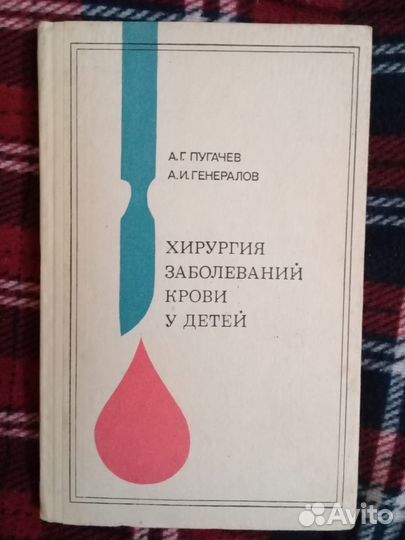 А.Г. ПУГАЧЕВ
А.И.ГЕНЕРАЛОВ
ХИРУРГИЯ
ЗАБОЛЕВАНИЙ
КРОВИ
У ДЕТЕЙ
Avito